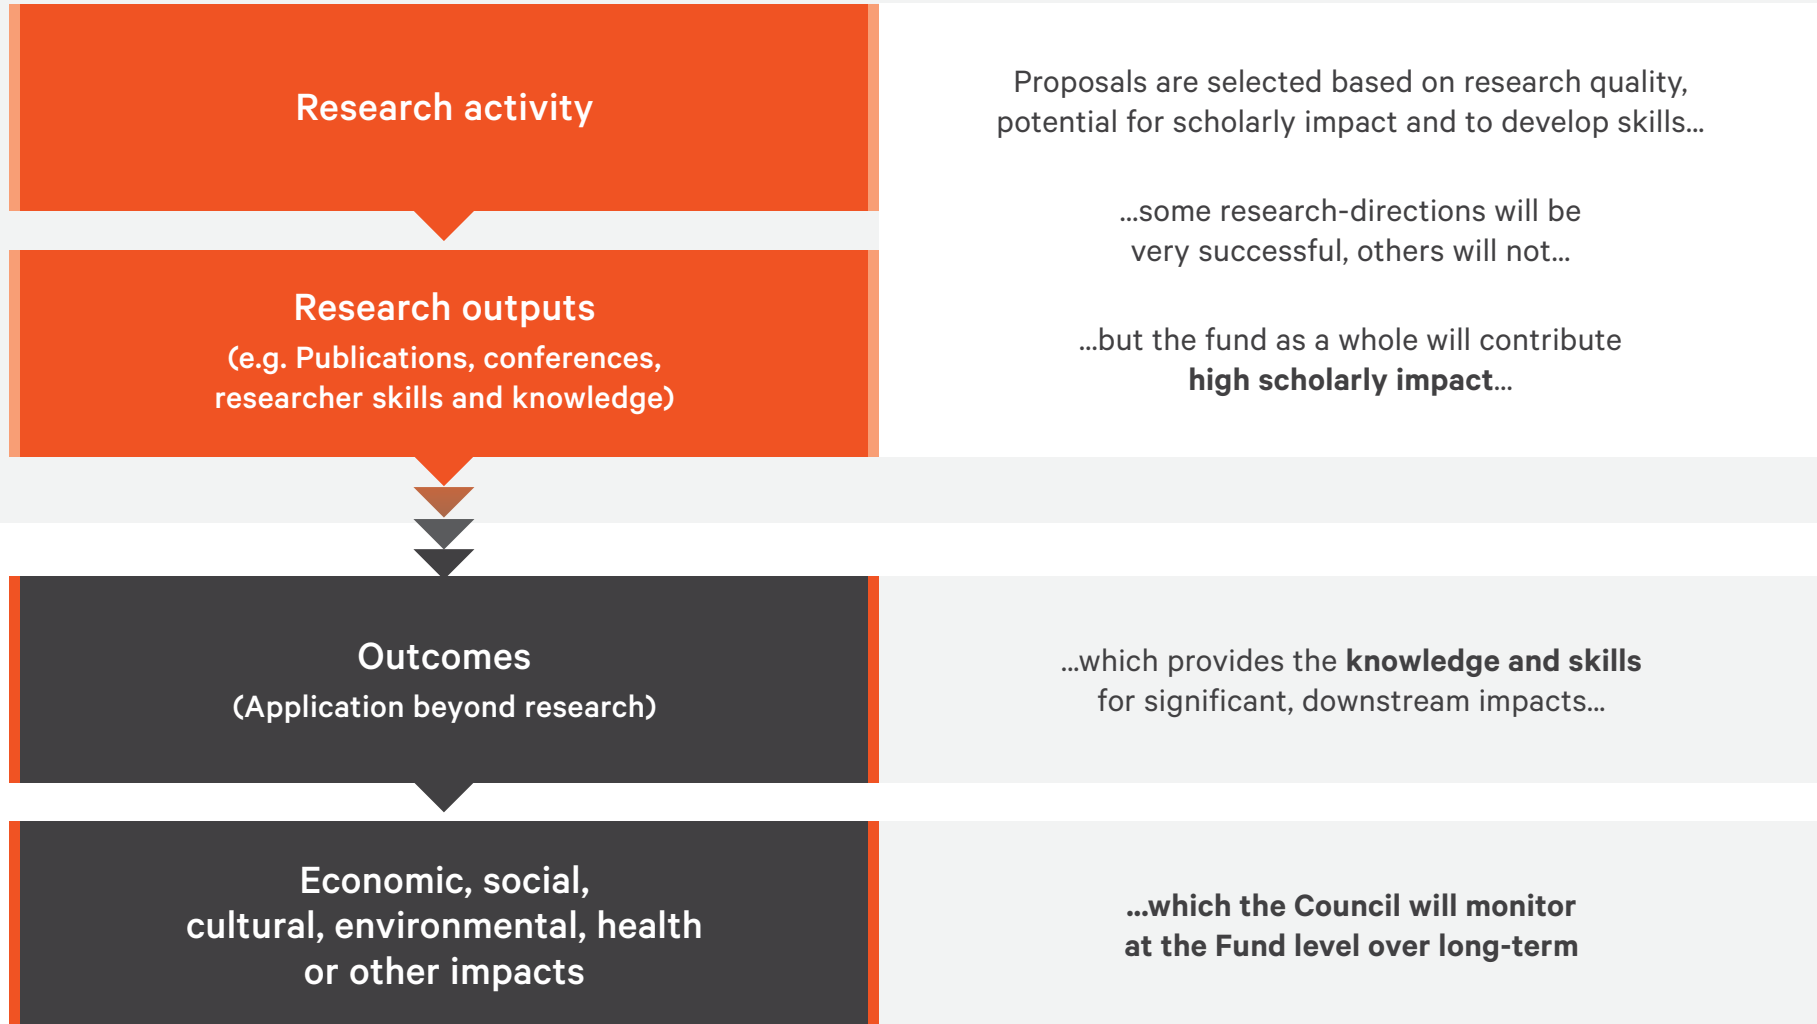 Research activity
Proposals are selected based on research quality,
potential for scholarly impact and to develop skills...
...some research-directions will be
very successful, others will not...
Research outputs
(e.g. Publications, conferences,
researcher skills and knowledge)
...but the fund as a whole will contribute
high scholarly impact...
Outcomes
(Application beyond research)
...which provides the knowledge and skills
for significant, downstream impacts...
Economic, social,
cultural, environmental, health
or other impacts
...which the Council will monitor
at the Fund level over long-term